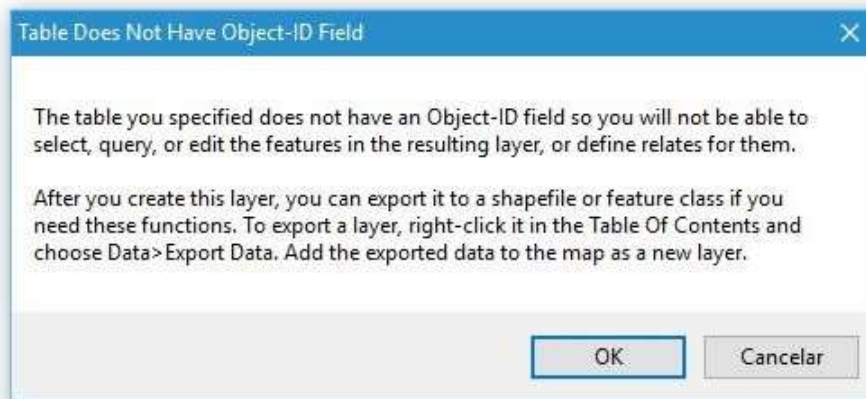 Table Does Not Have Object-ID Field
The table you specified does not have an Object-ID field so you will not be able to
select, query, or edit the features in the resulting layer, or define relates for them.
After you create this layer, you can export it to a shapefile or feature class if you
need these functions. To export a layer, right-click it in the Table Of Contents and
choose Data>Export Data. Add the exported data to the map as a new layer.
OK
Cancelar